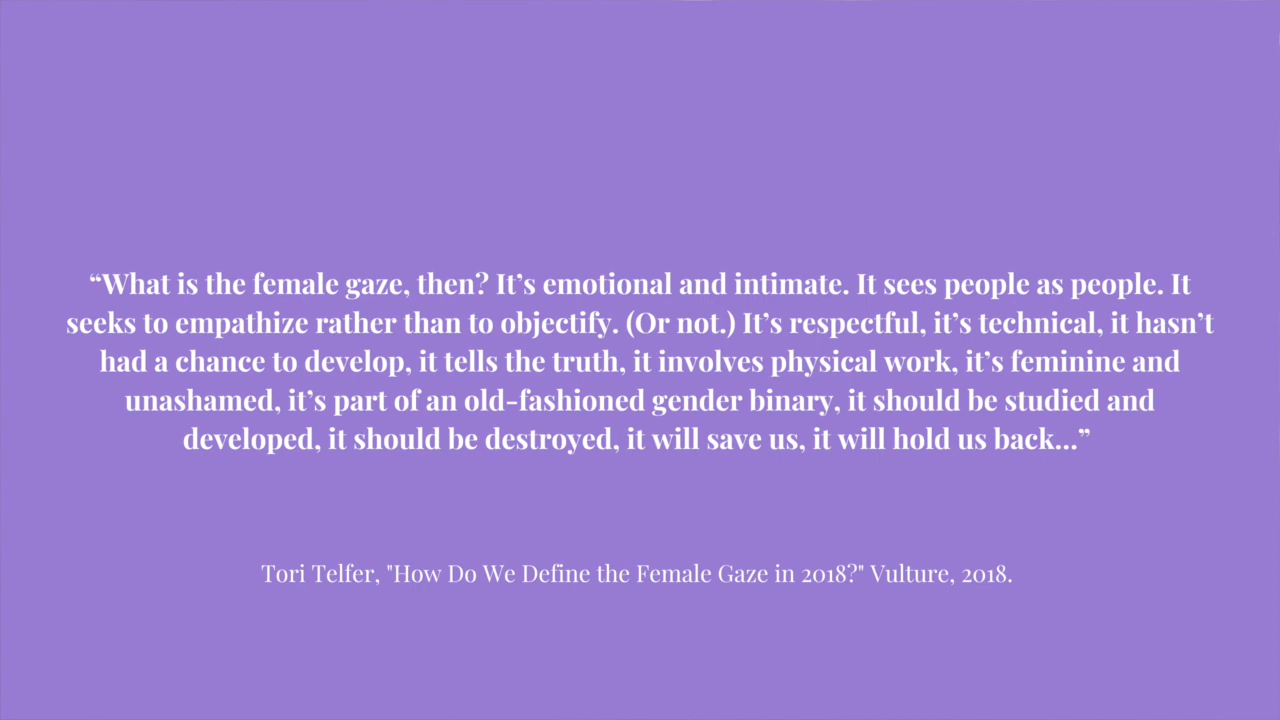 “What is the female gaze, then? It’s emotional and intimate. It sees people as people. It
seeks to empathize rather than to objectify. (Or not.) It’s respectful, it’s technical, it hasn’t
had a chance to develop, it tells the truth, it involves physical work, it’s feminine and
unashamed, it’s part of an old-fashioned gender binary, it should be studied and
developed, it should be destroyed, it will save us, it will hold us back...”
Tori Telfer, "How Do We Define the Female Gaze in 2018?" Vulture, 2018.